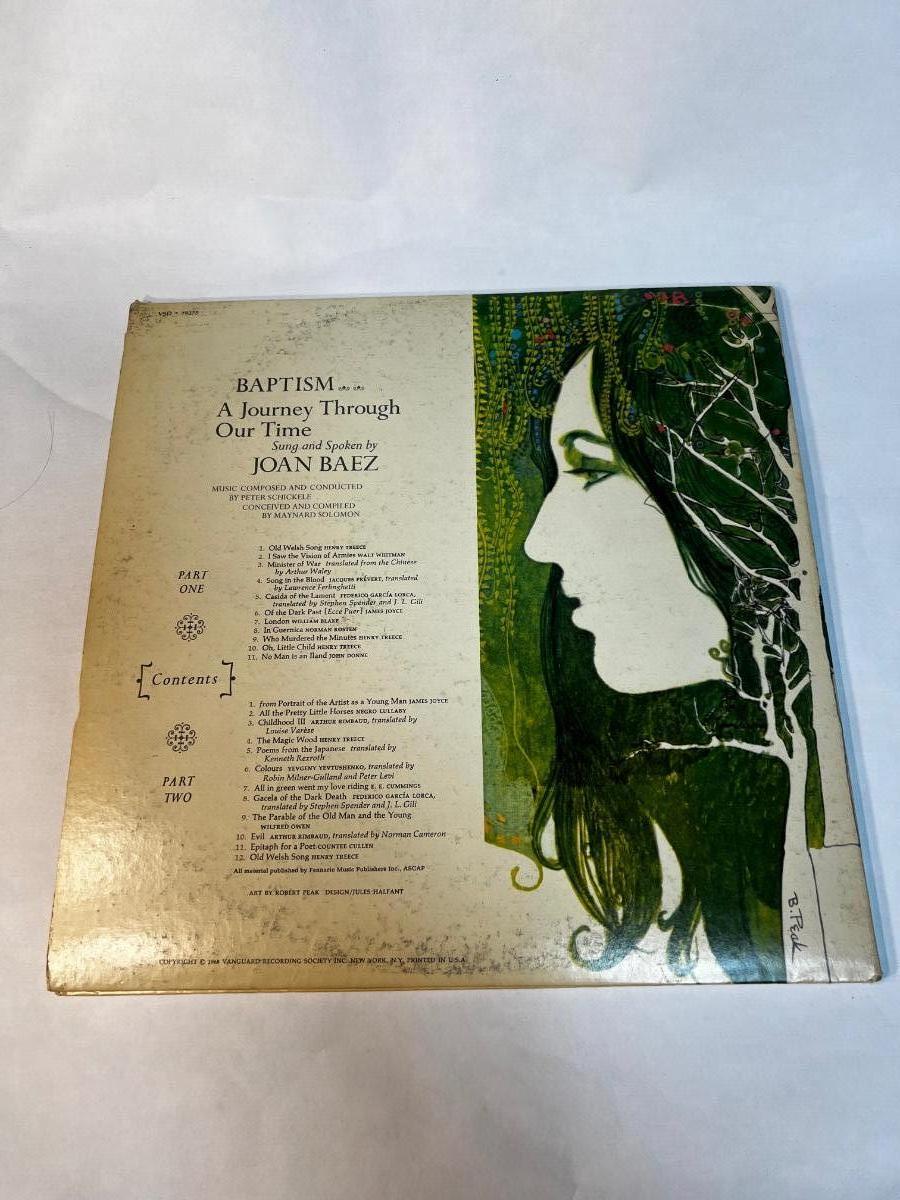 VSD • 79275
BAPTISM
A Journey Through
Our Time
Sung and Spoken by
JOAN BAEZ
MUSIC COMPOSED AND CONDUCTED
BY PETER SCHICKELE
CONCEIVED AND COMPILED
BY MAYNARD SOLOMON
PART
ONE
1. Old Welsh Song HENRY TREECE
2. I Saw the Vision of Armies WALT WHITMAN
3. Minister of War translated from the Chinese
by Arthur Waley
4. Song in the Blood JACQUES PRÉVERT, translated
by Lawrence Ferlinghetti
5. Casida of the Lament FEDERICO GARCÍA LORCA,
translated by Stephen Spender and J. L. Gili
6. Of the Dark Past [Ecce Puer] JAMES JOYCE
7. London WILLIAM BLAKE
8. In Guernica NORMAN ROSTEN
9. Who Murdered the Minutes HENRY TREECE
10. Oh, Little Child HENRY TREECE
11. No Man is an Iland JOHN DONNE
[Contents]
PART
TWO
1. from Portrait of the Artist as a Young Man JAMES JOYCE
2. All the Pretty Little Horses NEGRO LULLABY
3. Childhood III ARTHUR RIMBAUD, translated by
Louise Varèse
4. The Magic Wood HENRY TREECE
5. Poems from the Japanese translated by
Kenneth Rexroth
6. Colours YEVGENY YEVTUSHENKO, translated by
Robin Milner-Gulland and Peter Levi
7. All in green went my love riding E. E. CUMMINGS
8. Gacela of the Dark Death FEDERICO GARCÍA LORCA,
translated by Stephen Spender and J. L. Gili
9. The Parable of the Old Man and the Young
WILFRED OWEN
10. Evil ARTHUR RIMBAUD, translated by Norman Cameron
11. Epitaph for a Poet COUNTEE CULLEN
12. Old Welsh Song HENRY TREECE
All material published by Fennario Music Publishers Inc., ASCAP
ART BY ROBERT PEAK DESIGN/JULES HALFANT
COPYRIGHT © 1968 VANGUARD RECORDING SOCIETY INC. NEW YORK, N.Y. PRINTED IN U.S.A.
B. Peak